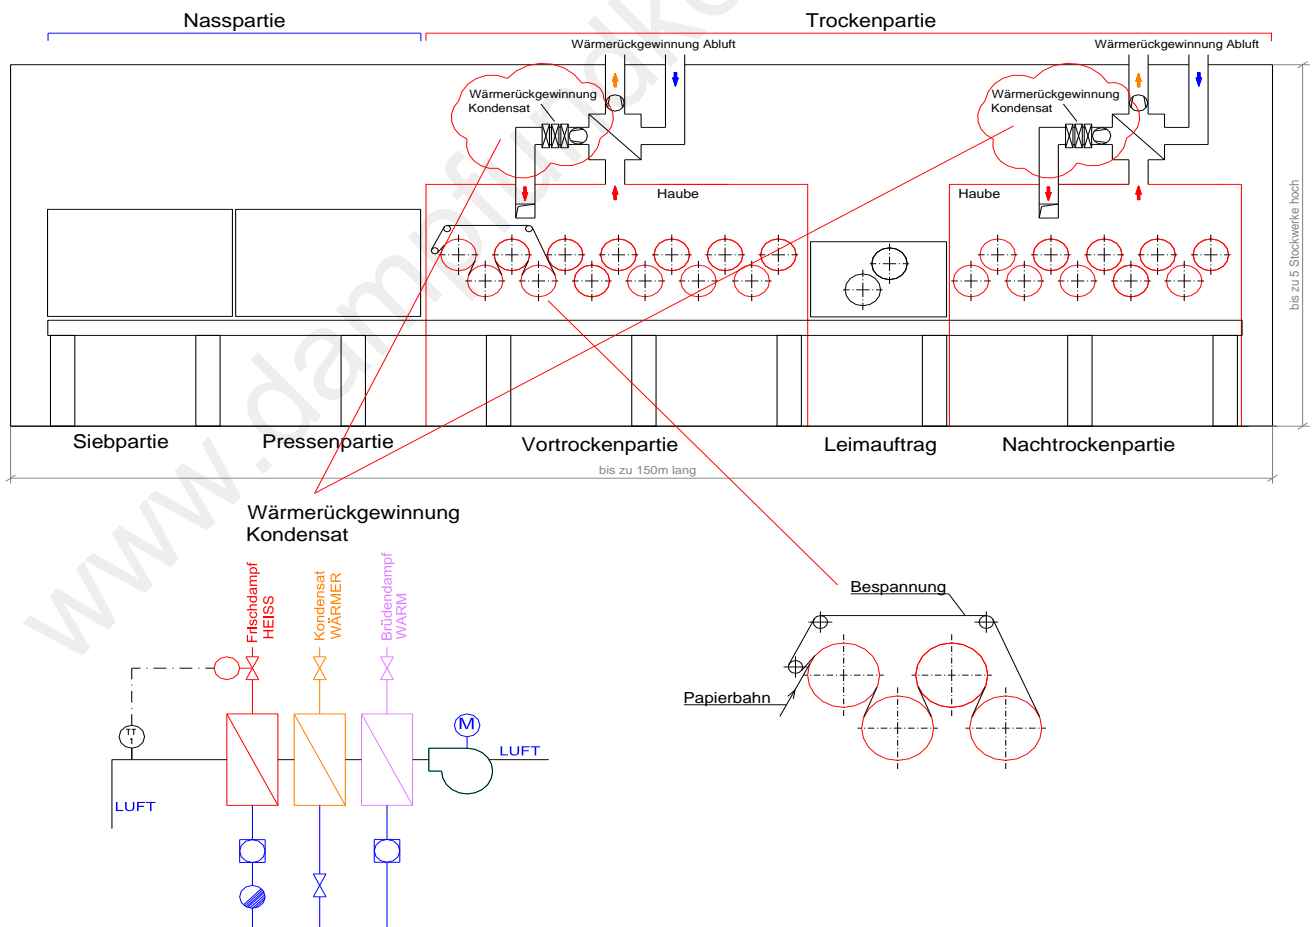 Nasspartie
Trockenpartie
Wärmerückgewinnung Abluft
Wärmerückgewinnung Abluft
Wärmerückgewinnung
Kondensat
Wärmerückgewinnung
Kondensat
Haube
Haube
bis zu 5 Stockwerke hoch
Siebpartie
Pressenpartie
Vortrockenpartie
Leimauftrag
Nachtrockenpartie
bis zu 150m lang
Wärmerückgewinnung
Kondensat
Frischdampf
HEISS
Kondensat
WÄRMER
Brüdendampf
WARM
TT
1
M
LUFT
LUFT
Bespannung
Papierbahn